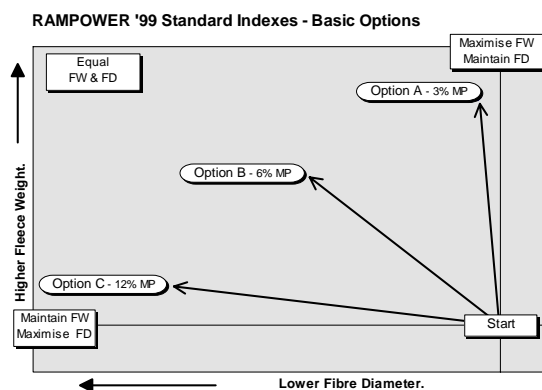 RAMPOWER '99 Standard Indexes - Basic Options
Equal
FW & FD
Maximise FW
Maintain FD
Option A - 3% MP
Option B - 6% MP
Option C - 12% MP
Higher Fleece Weight.
Maintain FW
Maximise FD
Start
Lower Fibre Diameter.